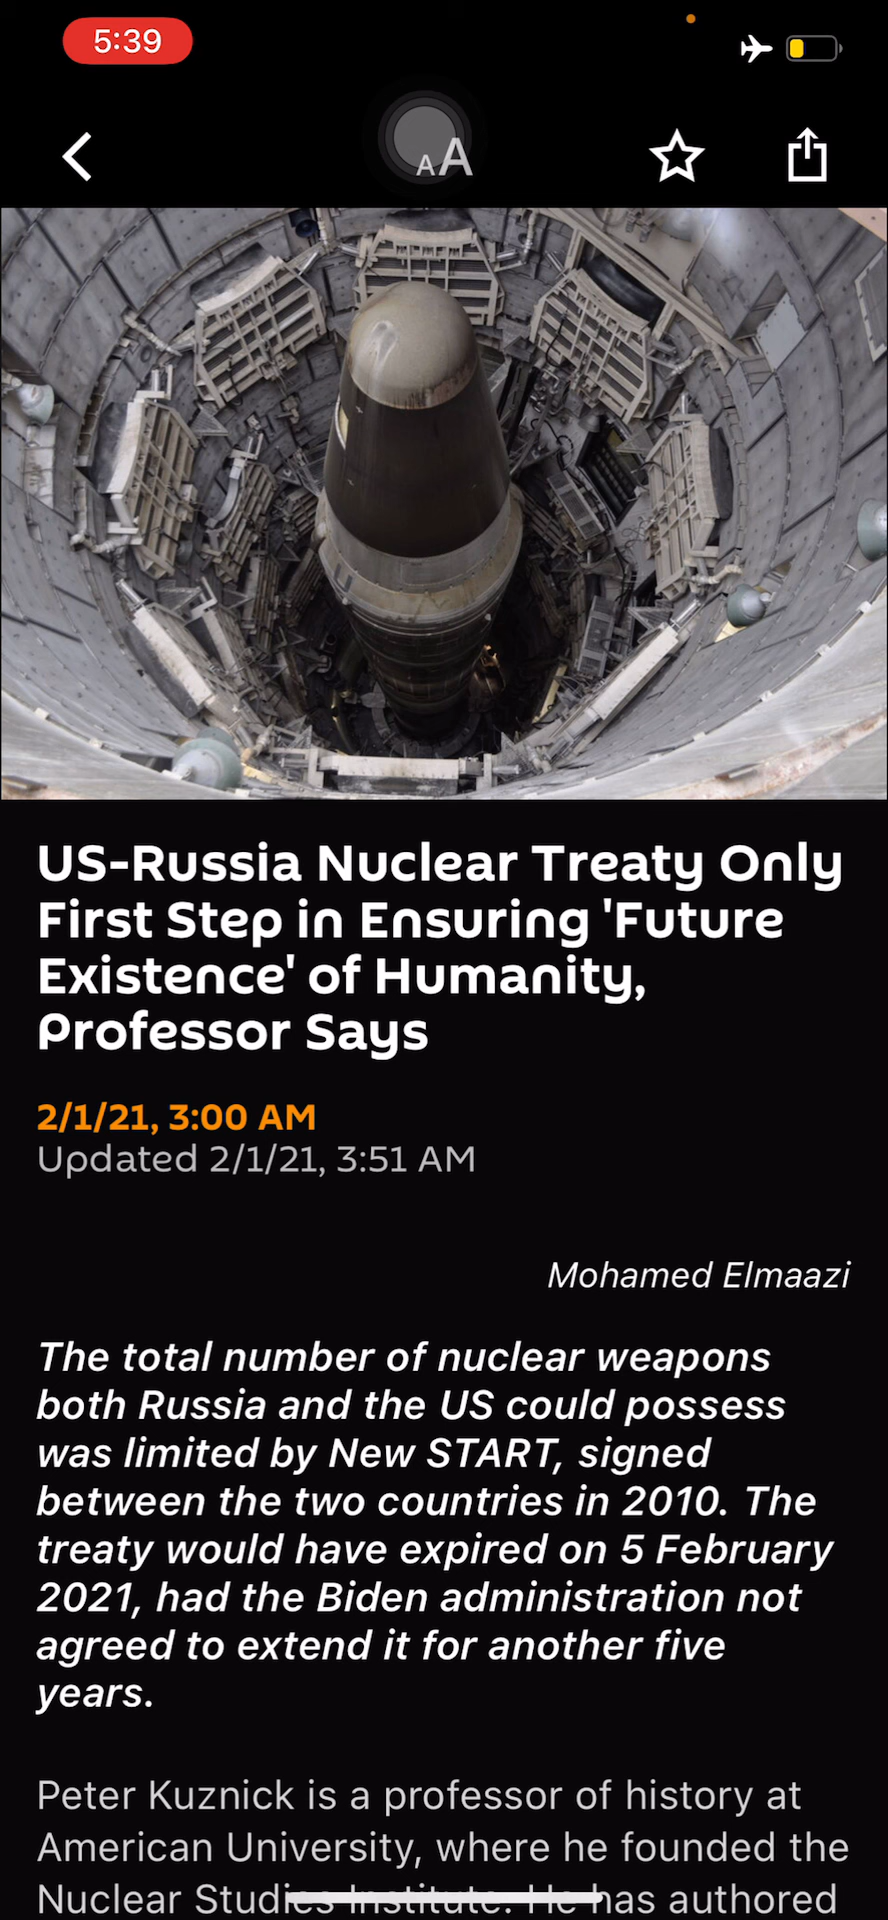 5:39
AA
US-Russia Nuclear Treaty Only
First Step in Ensuring 'Future
Existence' of Humanity,
Professor Says
2/1/21, 3:00 AM
Updated 2/1/21, 3:51 AM
Mohamed Elmaazi
The total number of nuclear weapons
both Russia and the US could possess
was limited by New START, signed
between the two countries in 2010. The
treaty would have expired on 5 February
2021, had the Biden administration not
agreed to extend it for another five
years.
Peter Kuznick is a professor of history at
American University, where he founded the
Nuclear Studies Institute. He has authored